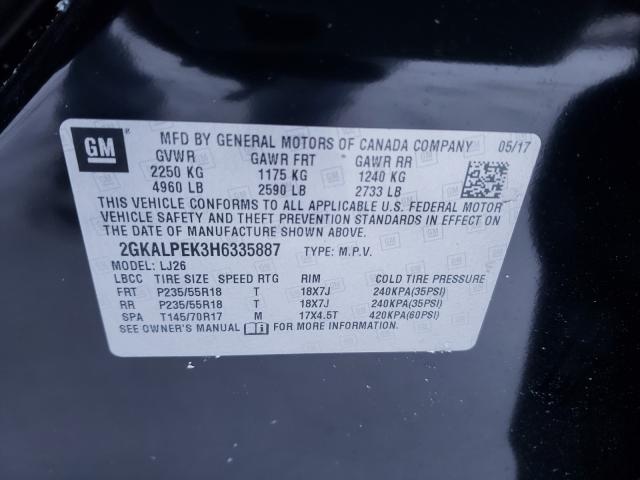 GM
MFD BY GENERAL MOTORS OF CANADA COMPANY 05/17
GVWR GAWR FRT GAWR RR
2250 KG 1175 KG 1240 KG
4960 LB 2590 LB 2733 LB
THIS VEHICLE CONFORMS TO ALL APPLICABLE U.S. FEDERAL MOTOR
VEHICLE SAFETY AND THEFT PREVENTION STANDARDS IN EFFECT ON
THE DATE OF MANUFACTURE SHOWN ABOVE.
2GKALPEK3H6335887 TYPE: M.P.V.
MODEL: LJ26
LBCC TIRE SIZE SPEED RTG RIM COLD TIRE PRESSURE
FRT P235/55R18 T 18X7J 240KPA(35PSI)
RR P235/55R18 T 18X7J 240KPA(35PSI)
SPA T145/70R17 M 17X4.5T 420KPA(60PSI)
SEE OWNER'S MANUAL FOR MORE INFORMATION.